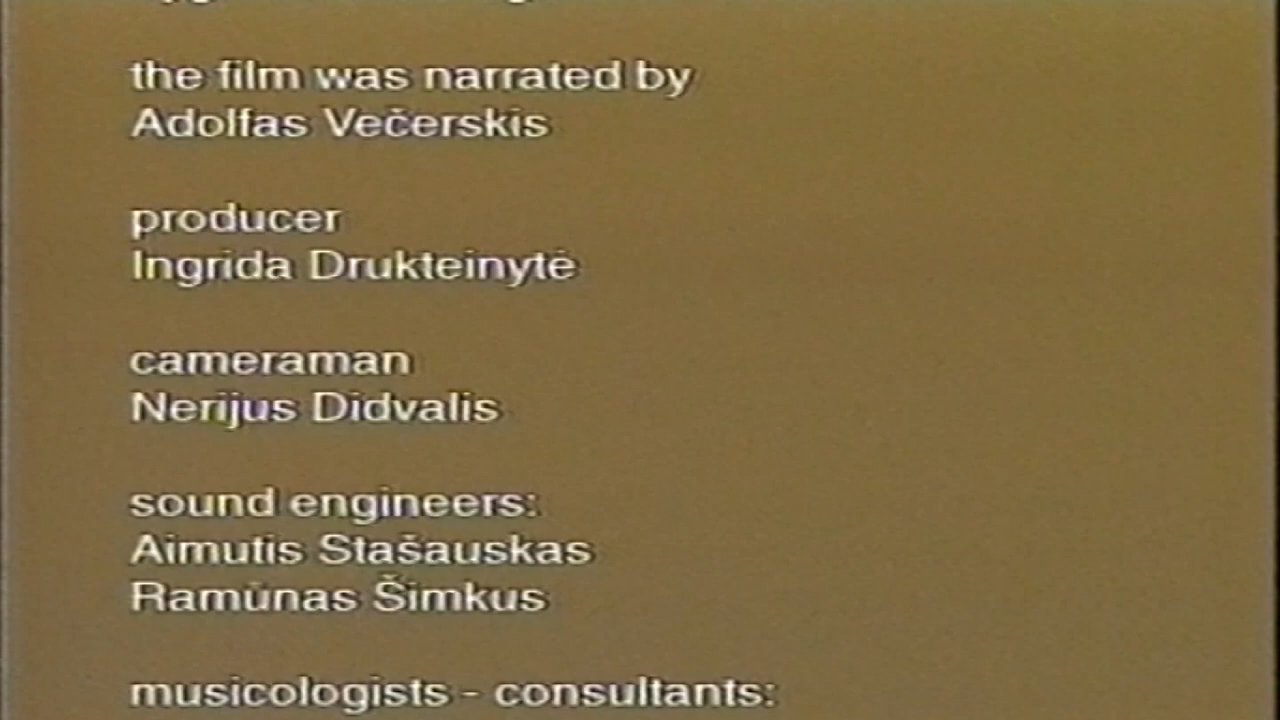 the film was narrated by
Adolfas Večerskis
producer
Ingrida Drukteinytė
cameraman
Nerijus Didvalis
sound engineers:
Aimutis Stašauskas
Ramūnas Šimkus
musicologists - consultants: